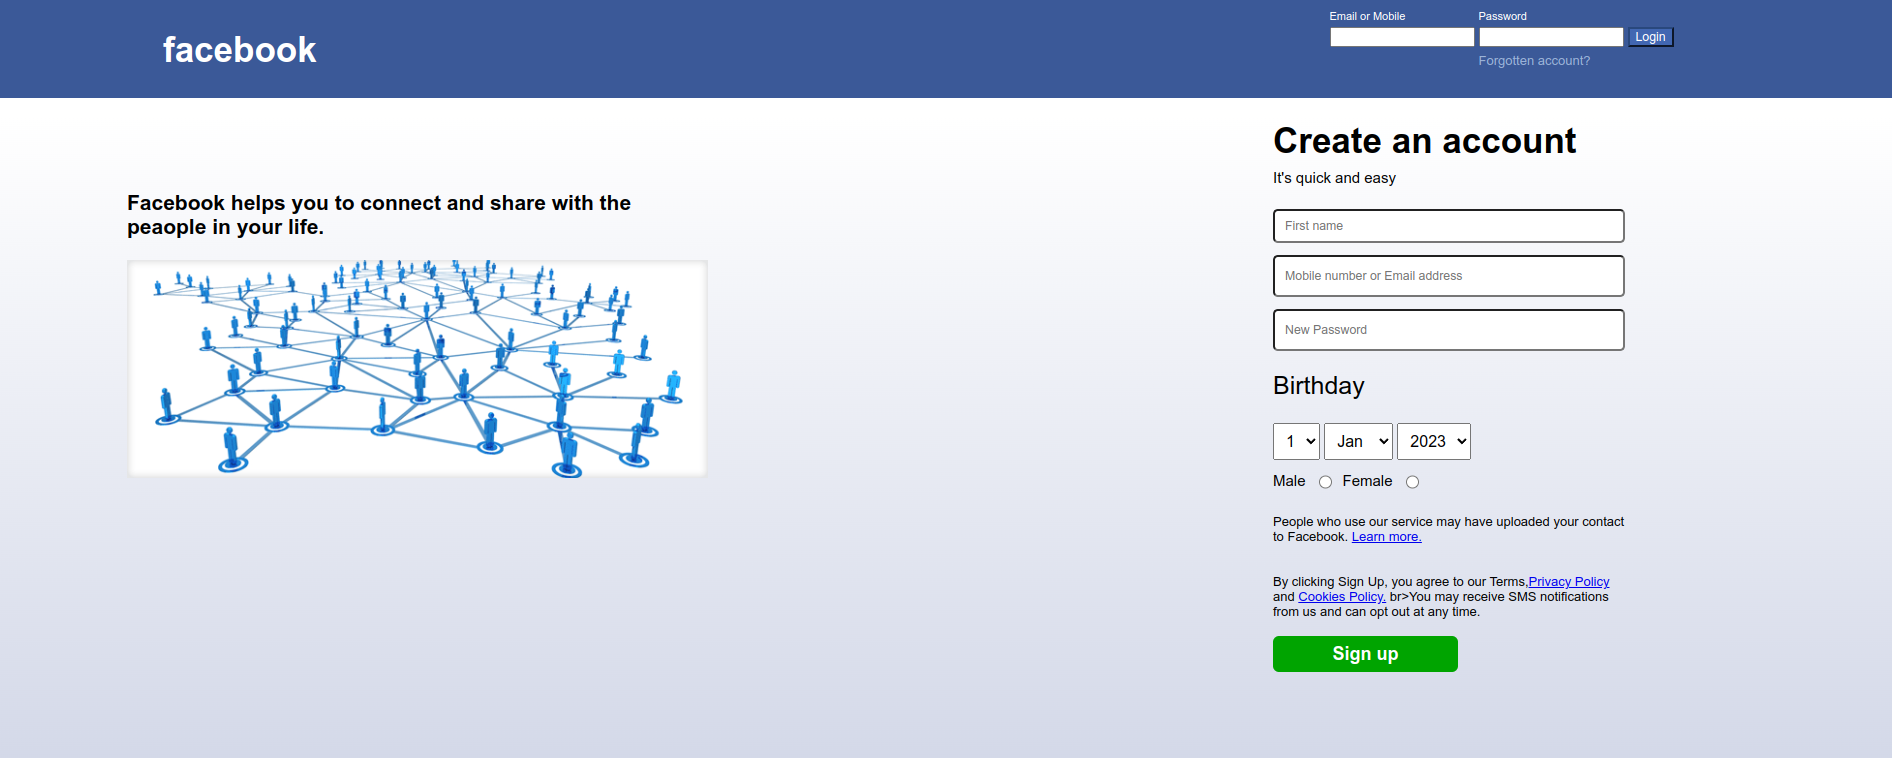 facebook
Email or Mobile
Password
Login
Forgotten account?
Facebook helps you to connect and share with the
peaople in your life.
Create an account
It's quick and easy
First name
Mobile number or Email address
New Password
Birthday
1 Jan 2023
Male Female
People who use our service may have uploaded your contact
to Facebook. Learn more.
By clicking Sign Up, you agree to our Terms,Privacy Policy
and Cookies Policy. br>You may receive SMS notifications
from us and can opt out at any time.
Sign up